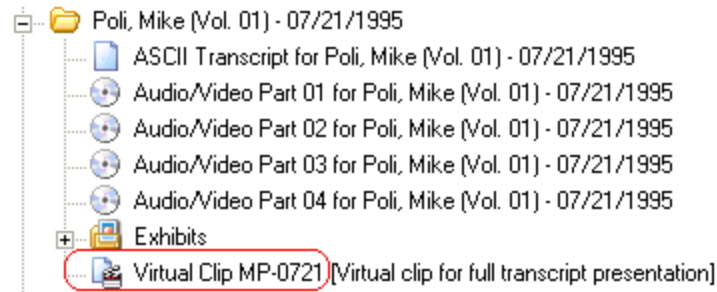 Poli, Mike (Vol. 01) - 07/21/1995
ASCII Transcript for Poli, Mike (Vol. 01) - 07/21/1995
Audio/Video Part 01 for Poli, Mike (Vol. 01) - 07/21/1995
Audio/Video Part 02 for Poli, Mike (Vol. 01) - 07/21/1995
Audio/Video Part 03 for Poli, Mike (Vol. 01) - 07/21/1995
Audio/Video Part 04 for Poli, Mike (Vol. 01) - 07/21/1995
Exhibits
Virtual Clip MP-0721 [Virtual clip for full transcript presentation]